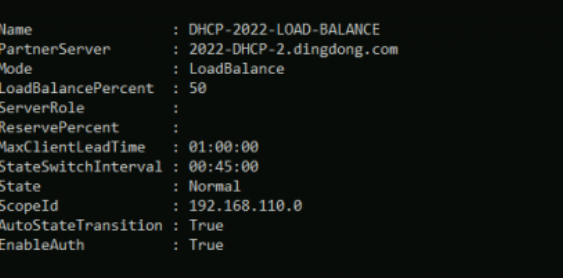 Name                : DHCP-2022-LOAD-BALANCE
PartnerServer       : 2022-DHCP-2.dingdong.com
Mode                : LoadBalance
LoadBalancePercent  : 50
ServerRole          :
ReservePercent      :
MaxClientLeadTime   : 01:00:00
StateSwitchInterval : 00:45:00
State               : Normal
ScopeId             : 192.168.110.0
AutoStateTransition : True
EnableAuth          : True